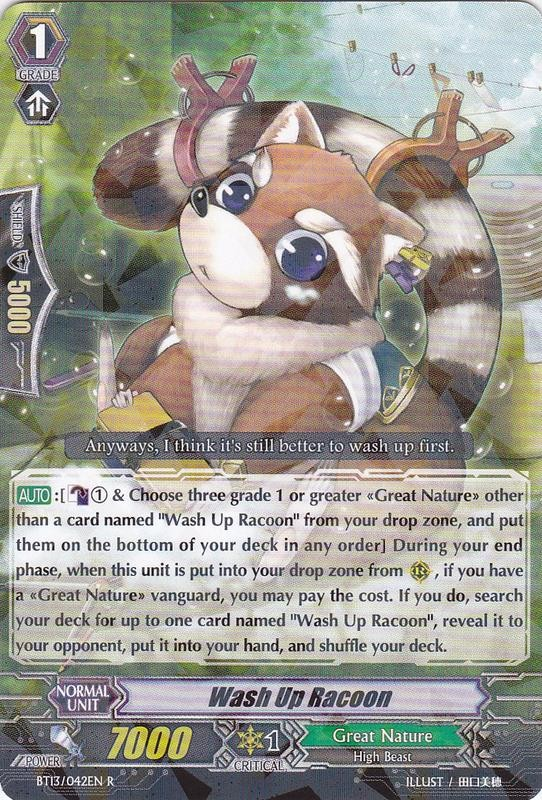 1
GRADE
SHIELD
5000
Anyways, I think it's still better to wash up first.
AUTO :[ 1 & Choose three grade 1 or greater «Great Nature» other
than a card named "Wash Up Racoon" from your drop zone, and put
them on the bottom of your deck in any order] During your end
phase, when this unit is put into your drop zone from R, if you have
a «Great Nature» vanguard, you may pay the cost. If you do, search
your deck for up to one card named "Wash Up Racoon", reveal it to
your opponent, put it into your hand, and shuffle your deck.
NORMAL
UNIT
Wash Up Racoon
POWER
7000
1
CRITICAL
Great Nature
High Beast
BT13/042EN R
ILLUST / 田口美穂